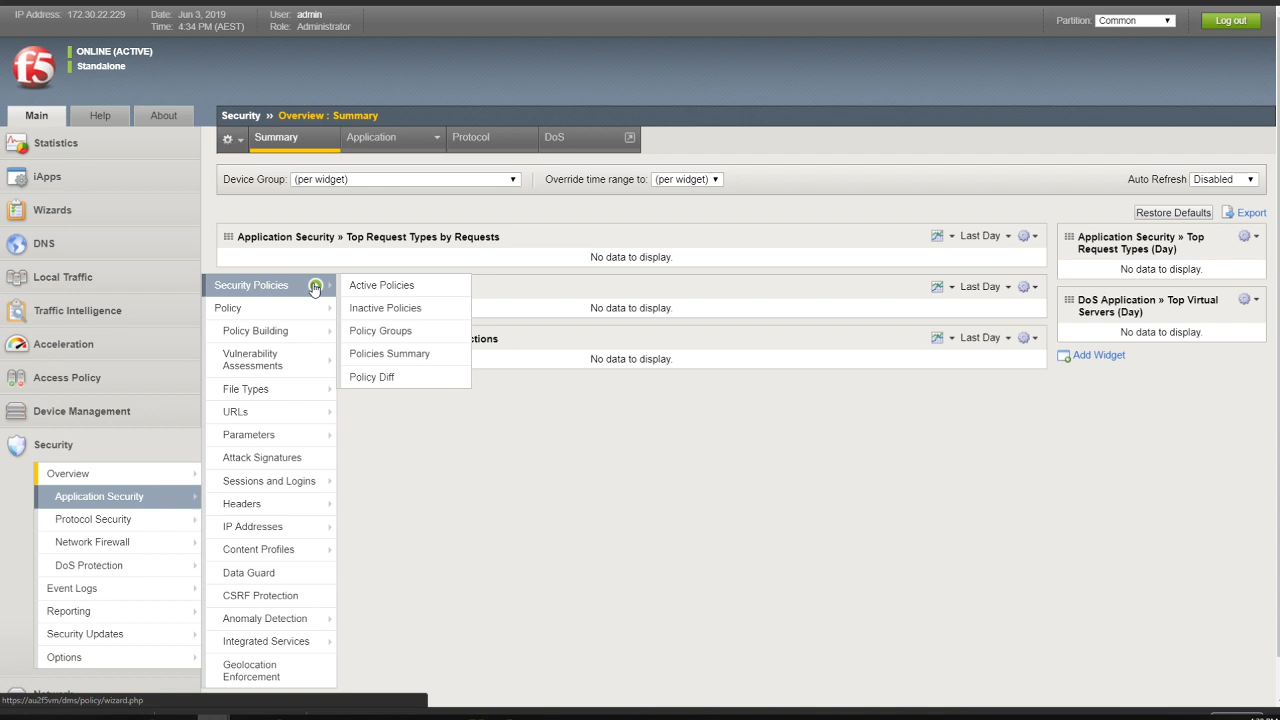 IP Address: 172.30.22.229
Date: Jun 3, 2019
User: admin
Time: 4:34 PM (AEST)
Role: Administrator
Partition: Common
Log out
f5
ONLINE (ACTIVE)
Standalone
Main
Help
About
Security » Overview : Summary
Summary
Application
Protocol
DoS
Statistics
iApps
Wizards
DNS
Local Traffic
Traffic Intelligence
Acceleration
Access Policy
Device Management
Security
Overview
Application Security
Protocol Security
Network Firewall
DoS Protection
Event Logs
Reporting
Security Updates
Options
Device Group: (per widget)
Override time range to: (per widget)
Auto Refresh Disabled
Restore Defaults
Export
Application Security » Top Request Types by Requests
Last Day
No data to display.
Security Policies
Policy
Policy Building
Vulnerability
Assessments
File Types
URLs
Parameters
Attack Signatures
Sessions and Logins
Headers
IP Addresses
Content Profiles
Data Guard
CSRF Protection
Anomaly Detection
Integrated Services
Geolocation
Enforcement
Active Policies
Inactive Policies
Policy Groups
Policies Summary
Policy Diff
Last Day
No data to display.
ctions
Last Day
No data to display.
Application Security » Top
Request Types (Day)
No data to display.
DoS Application » Top Virtual
Servers (Day)
No data to display.
Add Widget
https://au2f5vm/dms/policy/wizard.php